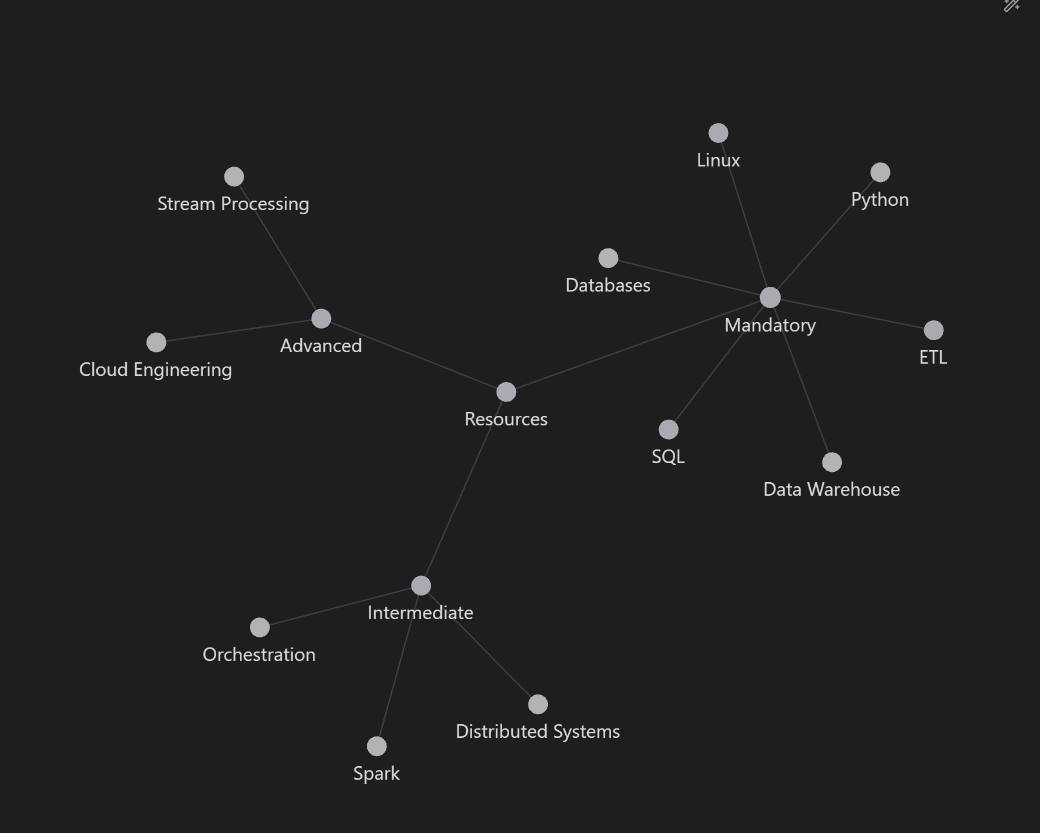 Linux
Stream Processing
Python
Databases
Mandatory
Advanced
ETL
Cloud Engineering
Resources
SQL
Data Warehouse
Intermediate
Orchestration
Distributed Systems
Spark